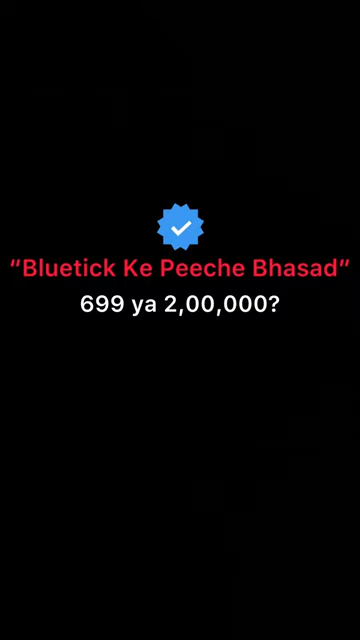 “Bluetick Ke Peeche Bhasad”
699 ya 2,00,000?